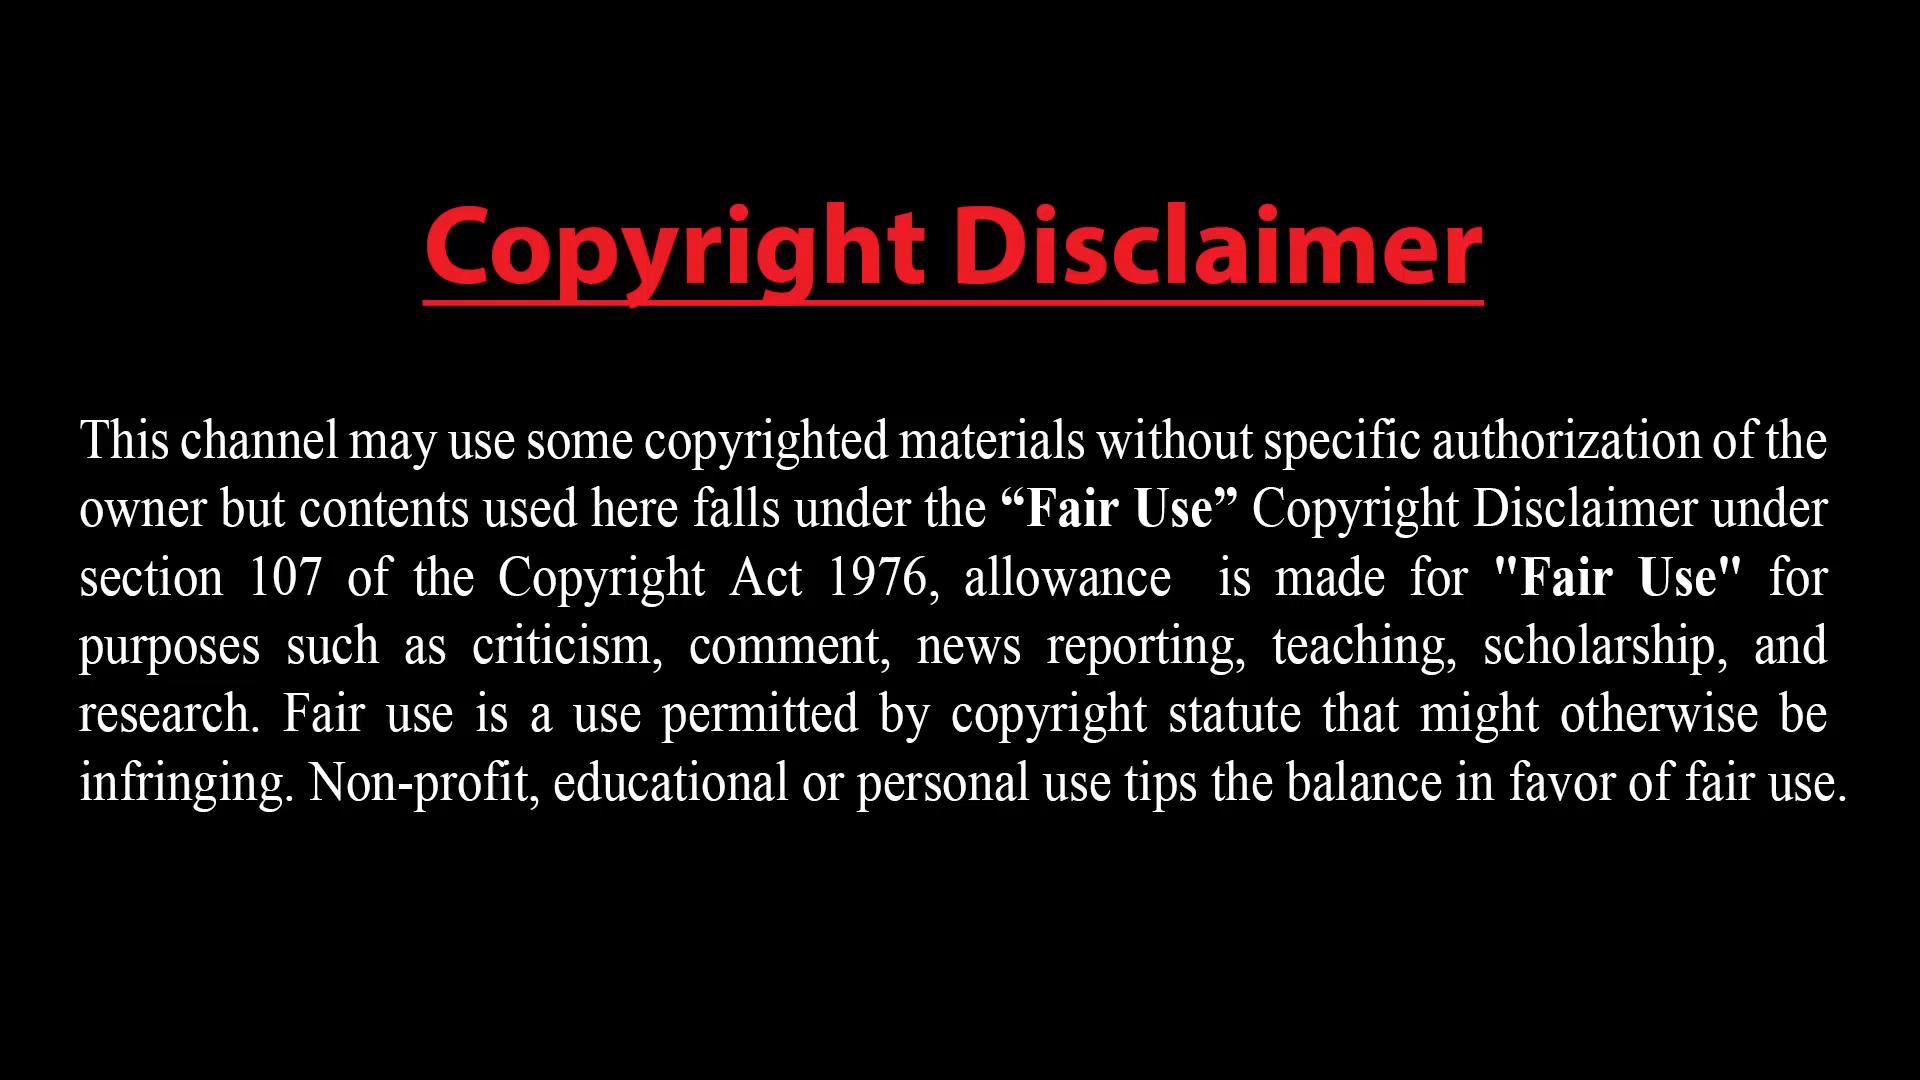 Copyright Disclaimer
This channel may use some copyrighted materials without specific authorization of the
owner but contents used here falls under the “Fair Use” Copyright Disclaimer under
section 107 of the Copyright Act 1976, allowance  is made for "Fair Use" for
purposes such as criticism, comment, news reporting, teaching, scholarship, and
research. Fair use is a use permitted by copyright statute that might otherwise be
infringing. Non-profit, educational or personal use tips the balance in favor of fair use.